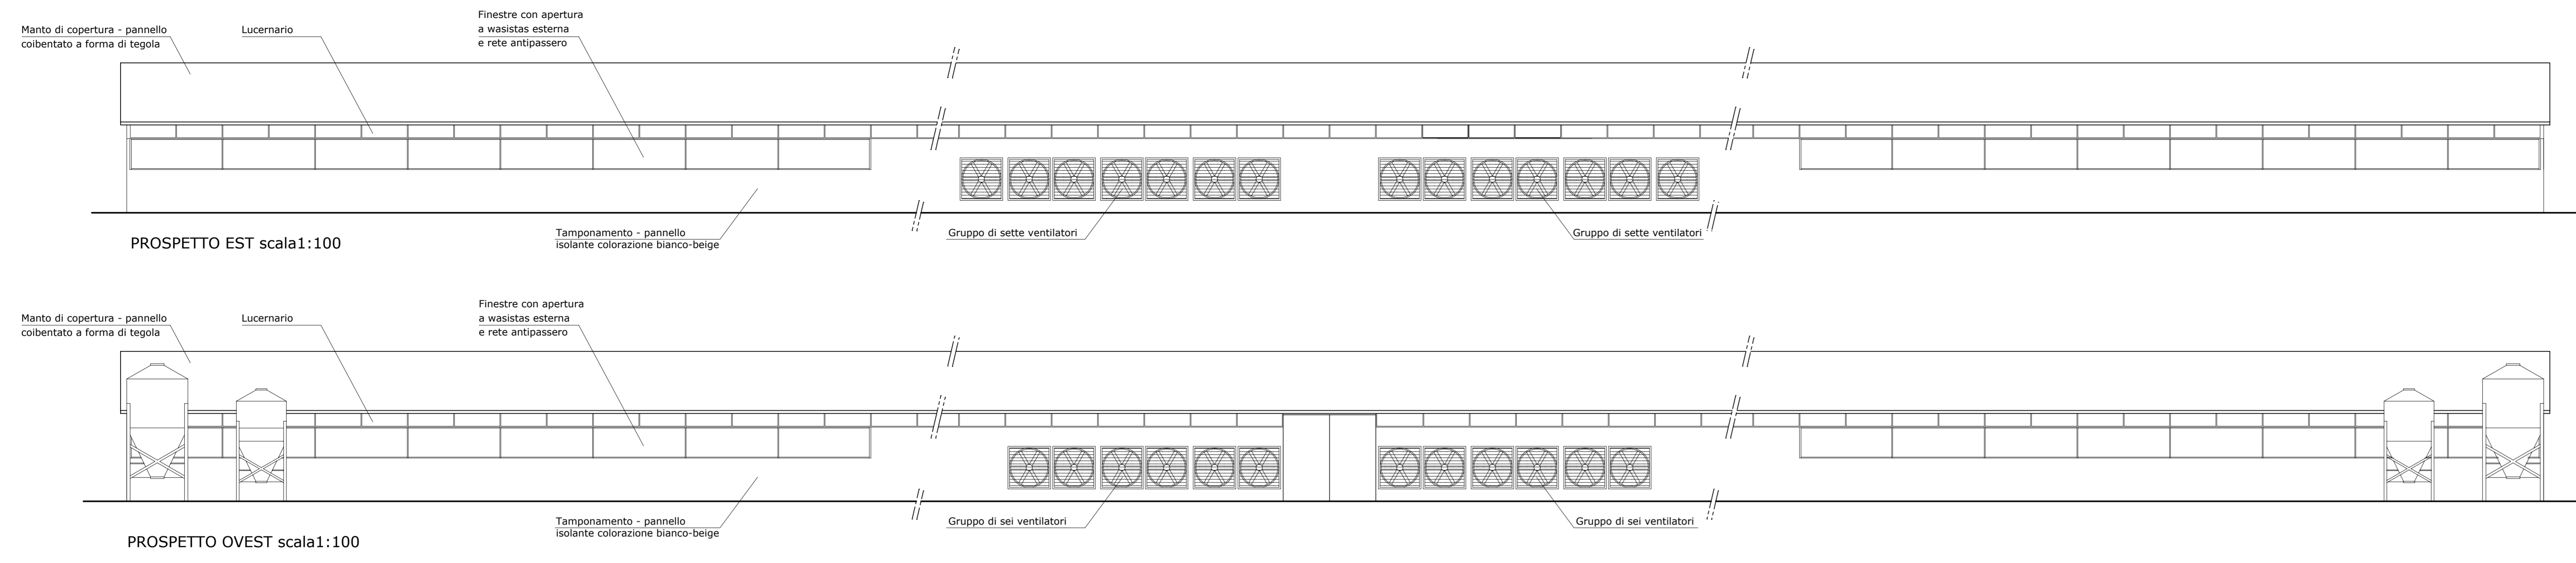 Manto di copertura - pannello
coibentato a forma di tegola
Lucernario
Finestre con apertura
a wasistas esterna
e rete antipassero
Tamponamento - pannello
isolante colorazione bianco-beige
Gruppo di sette ventilatori
Gruppo di sette ventilatori
PROSPETTO EST scala1:100
Manto di copertura - pannello
coibentato a forma di tegola
Lucernario
Finestre con apertura
a wasistas esterna
e rete antipassero
Tamponamento - pannello
isolante colorazione bianco-beige
Gruppo di sei ventilatori
Gruppo di sei ventilatori
PROSPETTO OVEST scala1:100